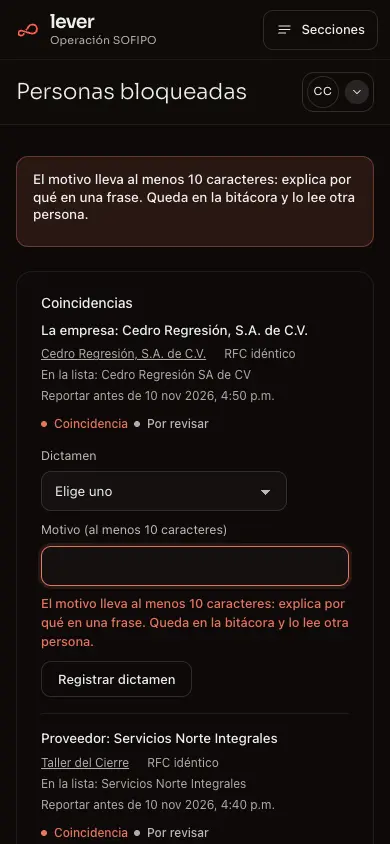 lever
Operación SOFIPO
Secciones
Personas bloqueadas
CC
El motivo lleva al menos 10 caracteres: explica por
qué en una frase. Queda en la bitácora y lo lee otra
persona.
Coincidencias
La empresa: Cedro Regresión, S.A. de C.V.
Cedro Regresión, S.A. de C.V. RFC idéntico
En la lista: Cedro Regresión SA de CV
Reportar antes de 10 nov 2026, 4:50 p.m.
Coincidencia Por revisar
Dictamen
Elige uno
Motivo (al menos 10 caracteres)
El motivo lleva al menos 10 caracteres: explica por
qué en una frase. Queda en la bitácora y lo lee otra
persona.
Registrar dictamen
Proveedor: Servicios Norte Integrales
Taller del Cierre RFC idéntico
En la lista: Servicios Norte Integrales
Reportar antes de 10 nov 2026, 4:40 p.m.
Coincidencia Por revisar